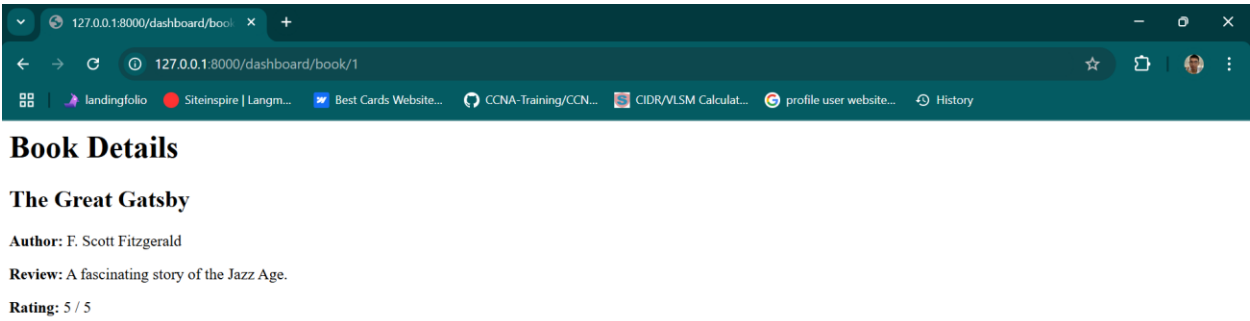 127.0.0.1:8000/dashboard/book
127.0.0.1:8000/dashboard/book/1
landingfolio Siteinspire | Langm... Best Cards Website... CCNA-Training/CCN... CIDR/VLSM Calculat... profile user website... History
Book Details
The Great Gatsby
Author: F. Scott Fitzgerald
Review: A fascinating story of the Jazz Age.
Rating: 5 / 5